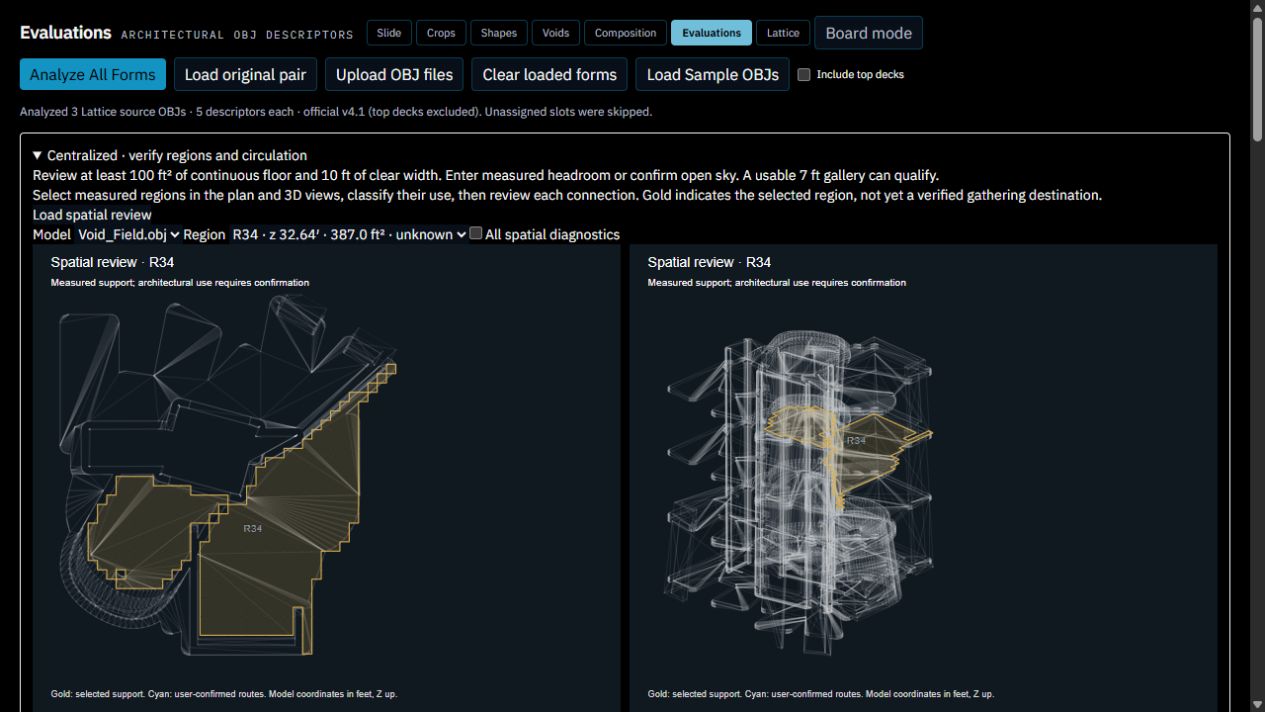 Evaluations ARCHITECTURAL OBJ DESCRIPTORS Slide Crops Shapes Voids Composition Evaluations Lattice Board mode
Analyze All Forms Load original pair Upload OBJ files Clear loaded forms Load Sample OBJs Include top decks
Analyzed 3 Lattice source OBJs · 5 descriptors each · official v4.1 (top decks excluded). Unassigned slots were skipped.
▼ Centralized · verify regions and circulation
Review at least 100 ft² of continuous floor and 10 ft of clear width. Enter measured headroom or confirm open sky. A usable 7 ft gallery can qualify.
Select measured regions in the plan and 3D views, classify their use, then review each connection. Gold indicates the selected region, not yet a verified gathering destination.
Load spatial review
Model Void_Field.obj Region R34 · z 32.64′ · 387.0 ft² · unknown All spatial diagnostics
Spatial review · R34
Measured support; architectural use requires confirmation
R34
Gold: selected support. Cyan: user-confirmed routes. Model coordinates in feet, Z up.
Spatial review · R34
Measured support; architectural use requires confirmation
R34
Gold: selected support. Cyan: user-confirmed routes. Model coordinates in feet, Z up.